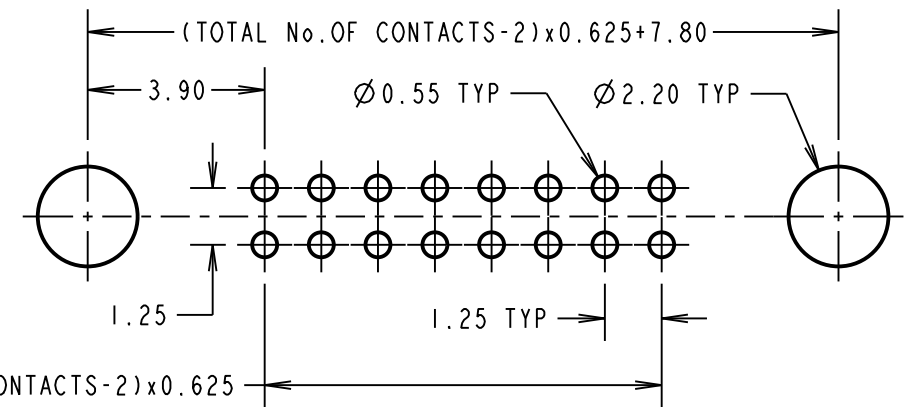 (TOTAL No.OF CONTACTS-2)x0.625+7.80
3.90
Ø0.55 TYP
Ø2.20 TYP
1.25
1.25 TYP
ONTACTS-2)x0.625